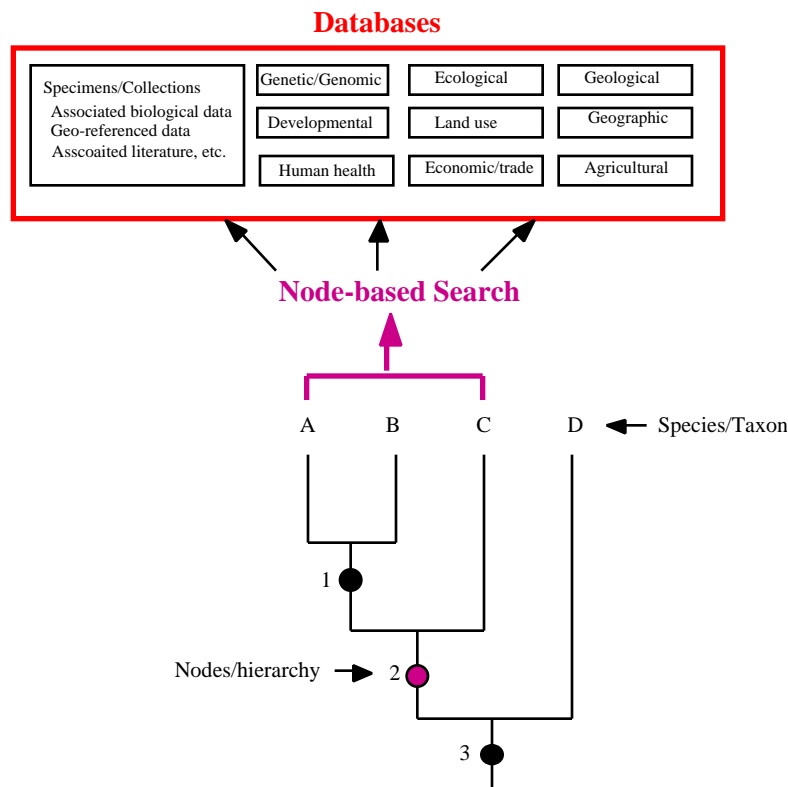 Databases
Specimens/Collections
Associated biological data
Geo-referenced data
Asscoaited literature, etc.
Genetic/Genomic
Ecological
Geological
Developmental
Land use
Geographic
Human health
Economic/trade
Agricultural
Node-based Search
A B C D
Species/Taxon
1
Nodes/hierarchy
2
3